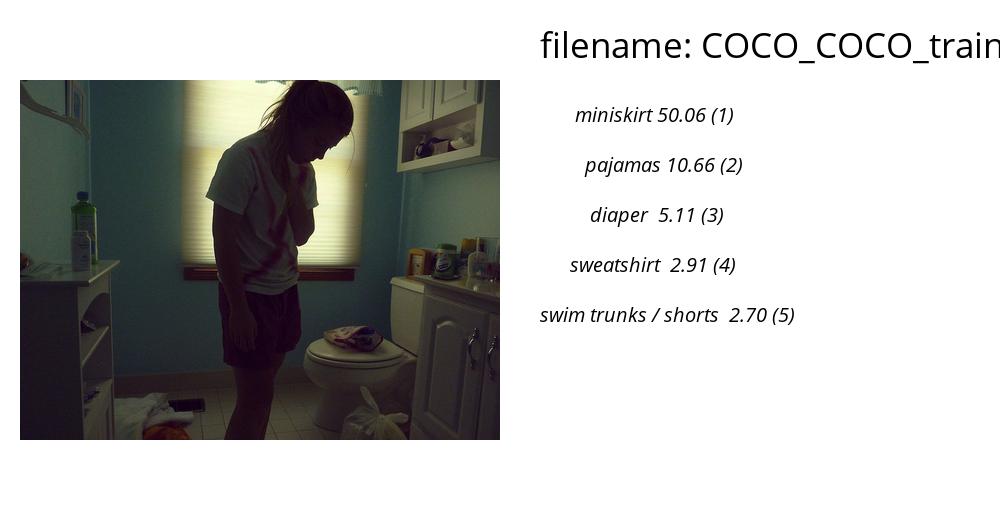 filename: COCO_COCO_train
miniskirt 50.06 (1)
pajamas 10.66 (2)
diaper 5.11 (3)
sweatshirt 2.91 (4)
swim trunks / shorts 2.70 (5)